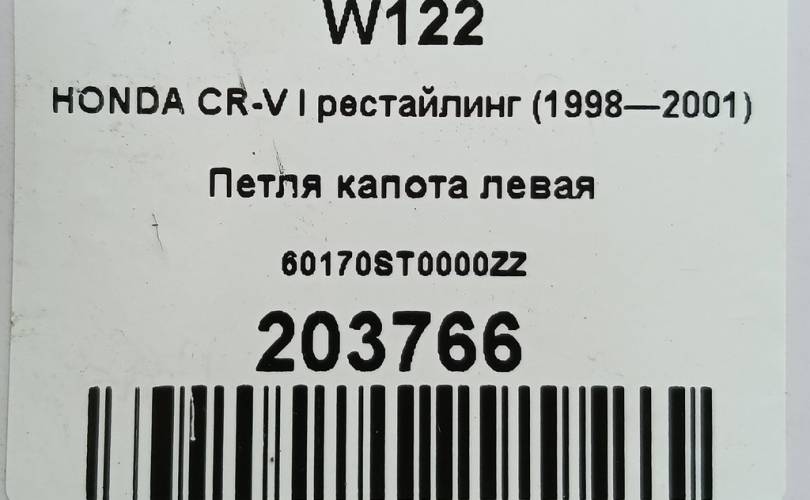 W122
HONDA CR-V I рестайлинг (1998—2001)
Петля капота левая
60170ST0000ZZ
203766